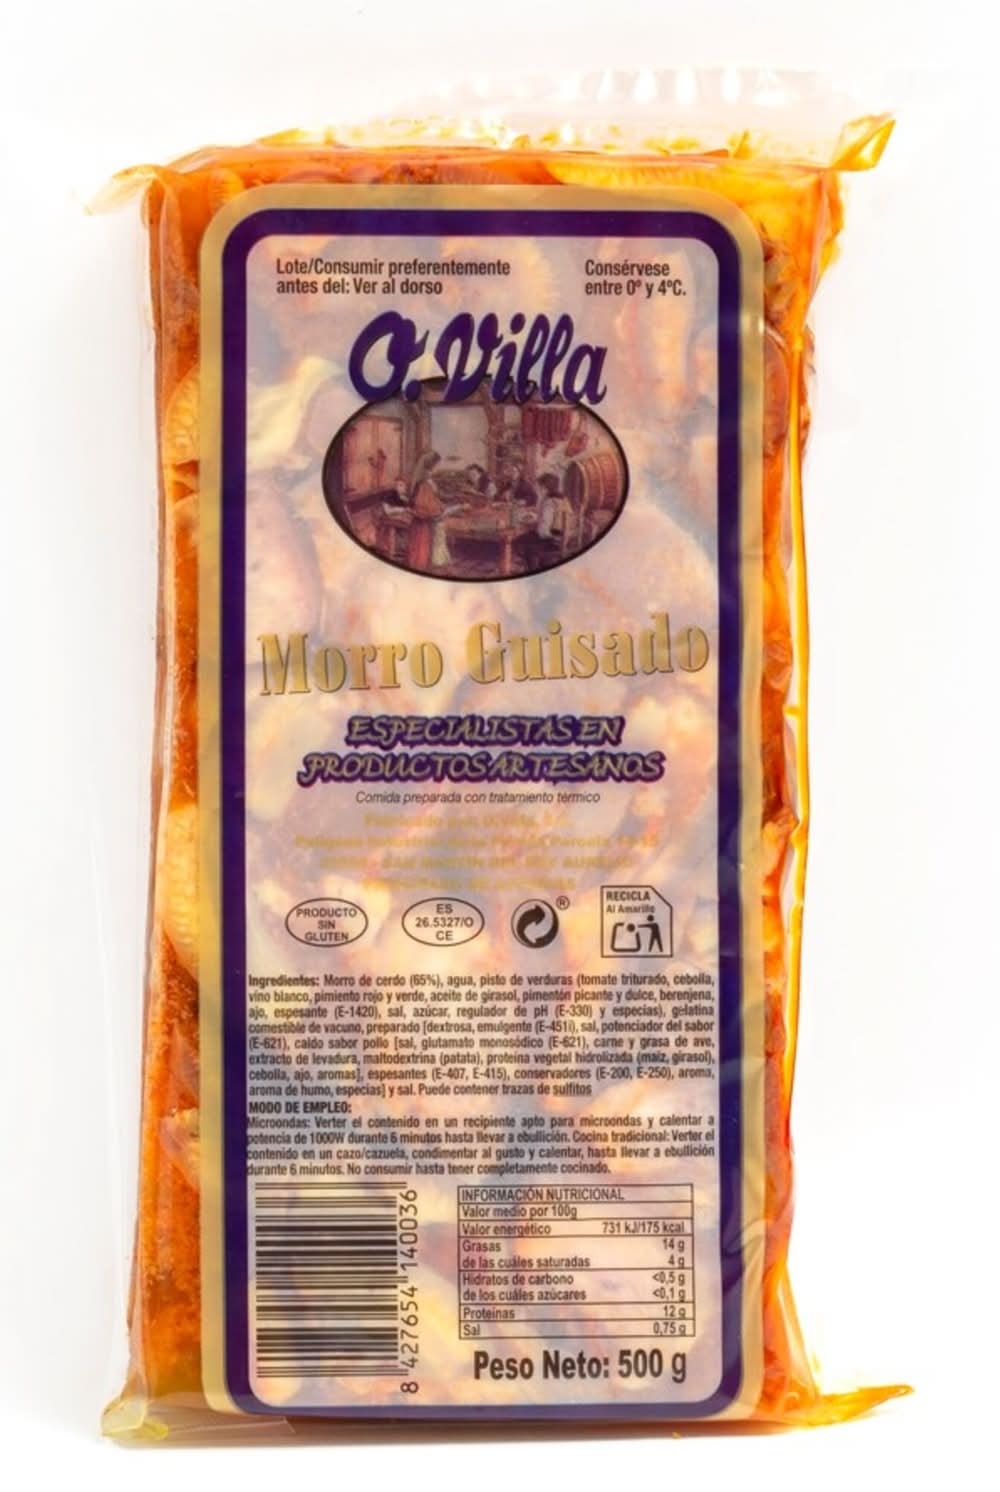 Lote/Consumir preferentemente
antes del: Ver al dorso
Consérvese
entre 0º y 4ºC.
O. Villa
Morro Guisado
ESPECIALISTAS EN
PRODUCTOS ARTESANOS
Comida preparada con tratamiento térmico
PRODUCTO
SIN
GLUTEN
ES
26.5327/O
CE
®
RECICLA
Al Amarillo
Ingredientes: Morro de cerdo (65%), agua, pisto de verduras (tomate triturado, cebolla,
vino blanco, pimiento rojo y verde, aceite de girasol, pimentón picante y dulce, berenjena,
ajo, espesante (E-1420), sal, azúcar, regulador de pH (E-330) y especias), gelatina
comestible de vacuno, preparado [dextrosa, emulgente (E-451i), sal, potenciador del sabor
(E-621), caldo sabor pollo [sal, glutamato monosódico (E-621), carne y grasa de ave,
extracto de levadura, maltodextrina (patata), proteína vegetal hidrolizada (maíz, girasol),
cebolla, ajo, aromas], espesantes (E-407, E-415), conservadores (E-200, E-250), aroma,
aroma de humo, especias] y sal. Puede contener trazas de sulfitos
MODO DE EMPLEO:
Microondas: Verter el contenido en un recipiente apto para microondas y calentar a
potencia de 1000W durante 6 minutos hasta llevar a ebullición. Cocina tradicional: Verter el
contenido en un cazo/cazuela, condimentar al gusto y calentar, hasta llevar a ebullición
durante 6 minutos. No consumir hasta tener completamente cocinado.
8 427654 140036
INFORMACIÓN NUTRICIONAL
Valor medio por 100g
Valor energético 731 kJ/175 kcal
Grasas 14 g
de las cuáles saturadas 4 g
Hidratos de carbono <0,5 g
de los cuáles azúcares <0,1 g
Proteínas 12 g
Sal 0,75 g
Peso Neto: 500 g